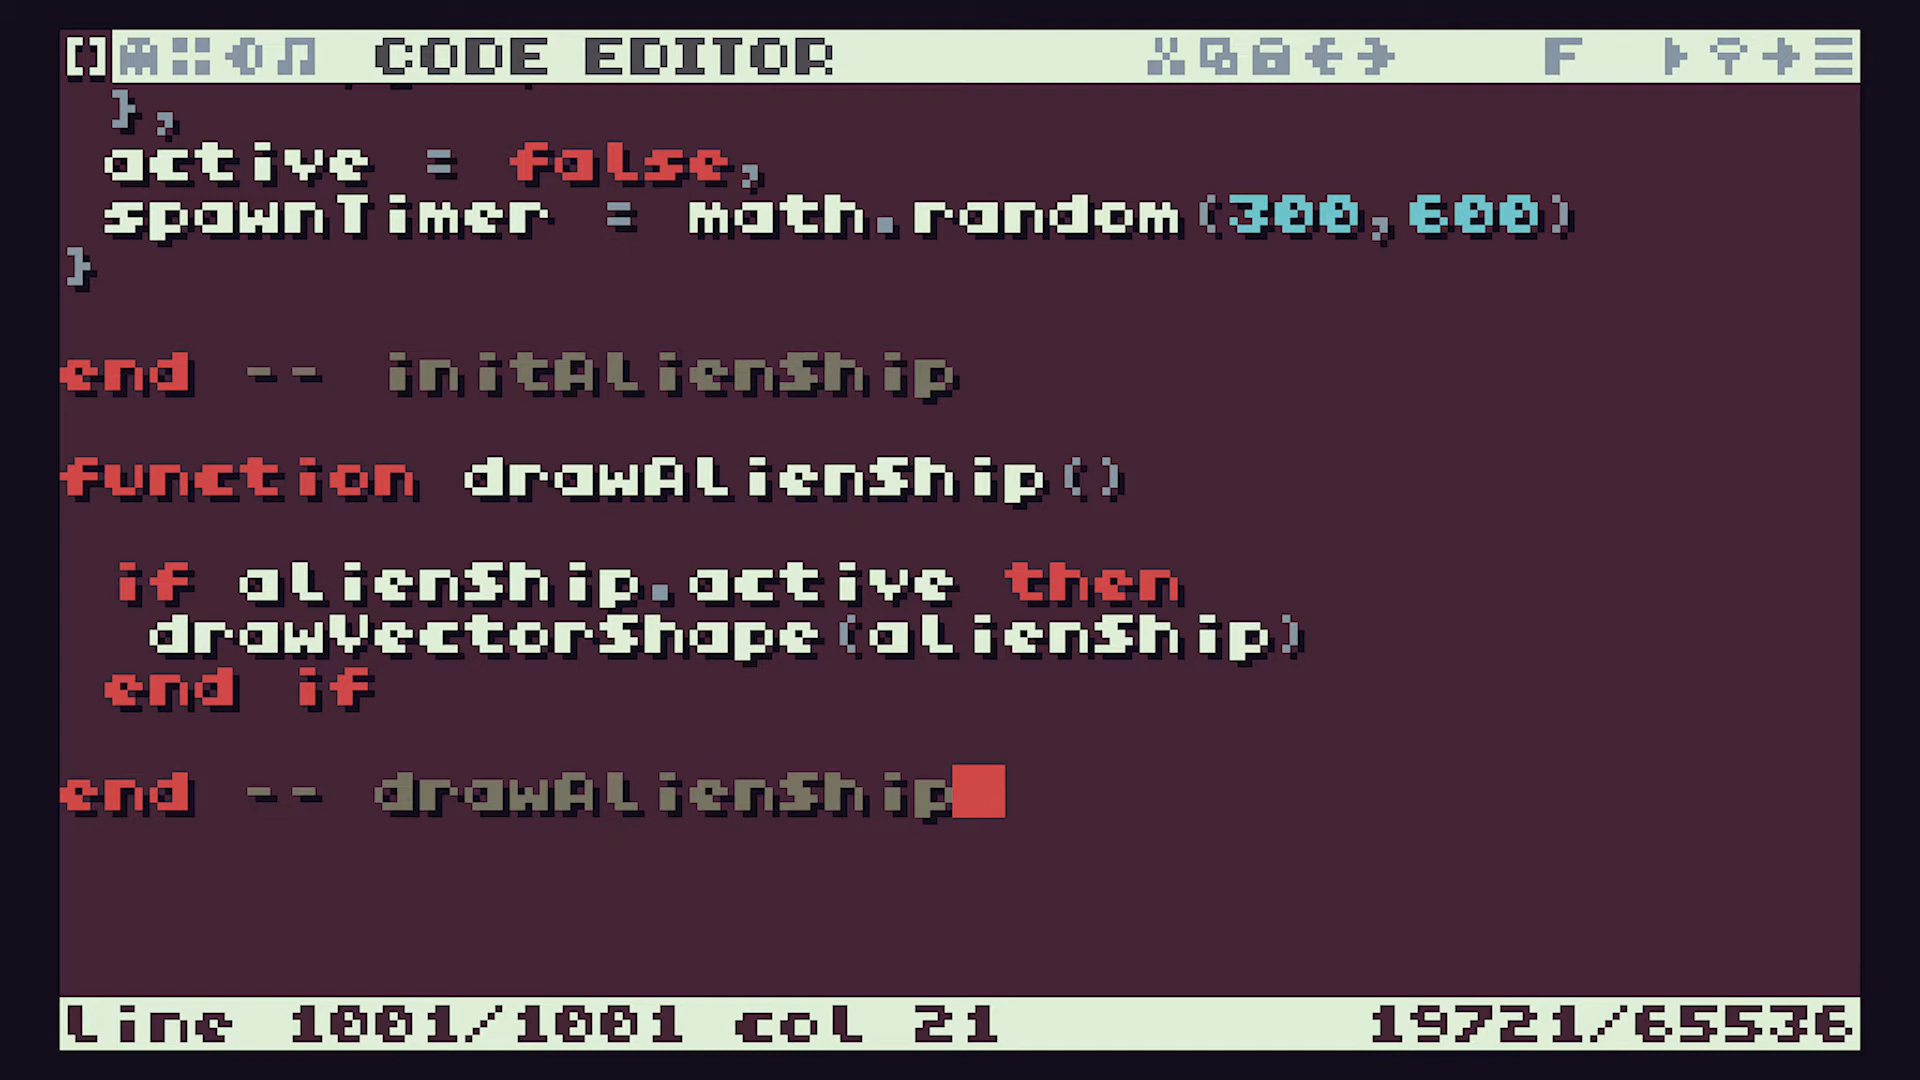 CODE EDITOR F
},
active = false,
spawnTimer = math.random(300,600)
}
end -- initAlienShip
function drawAlienShip()
if alienShip.active then
drawVectorShape(alienShip)
end if
end -- drawAlienShip
line 1001/1001 col 21 19721/65536